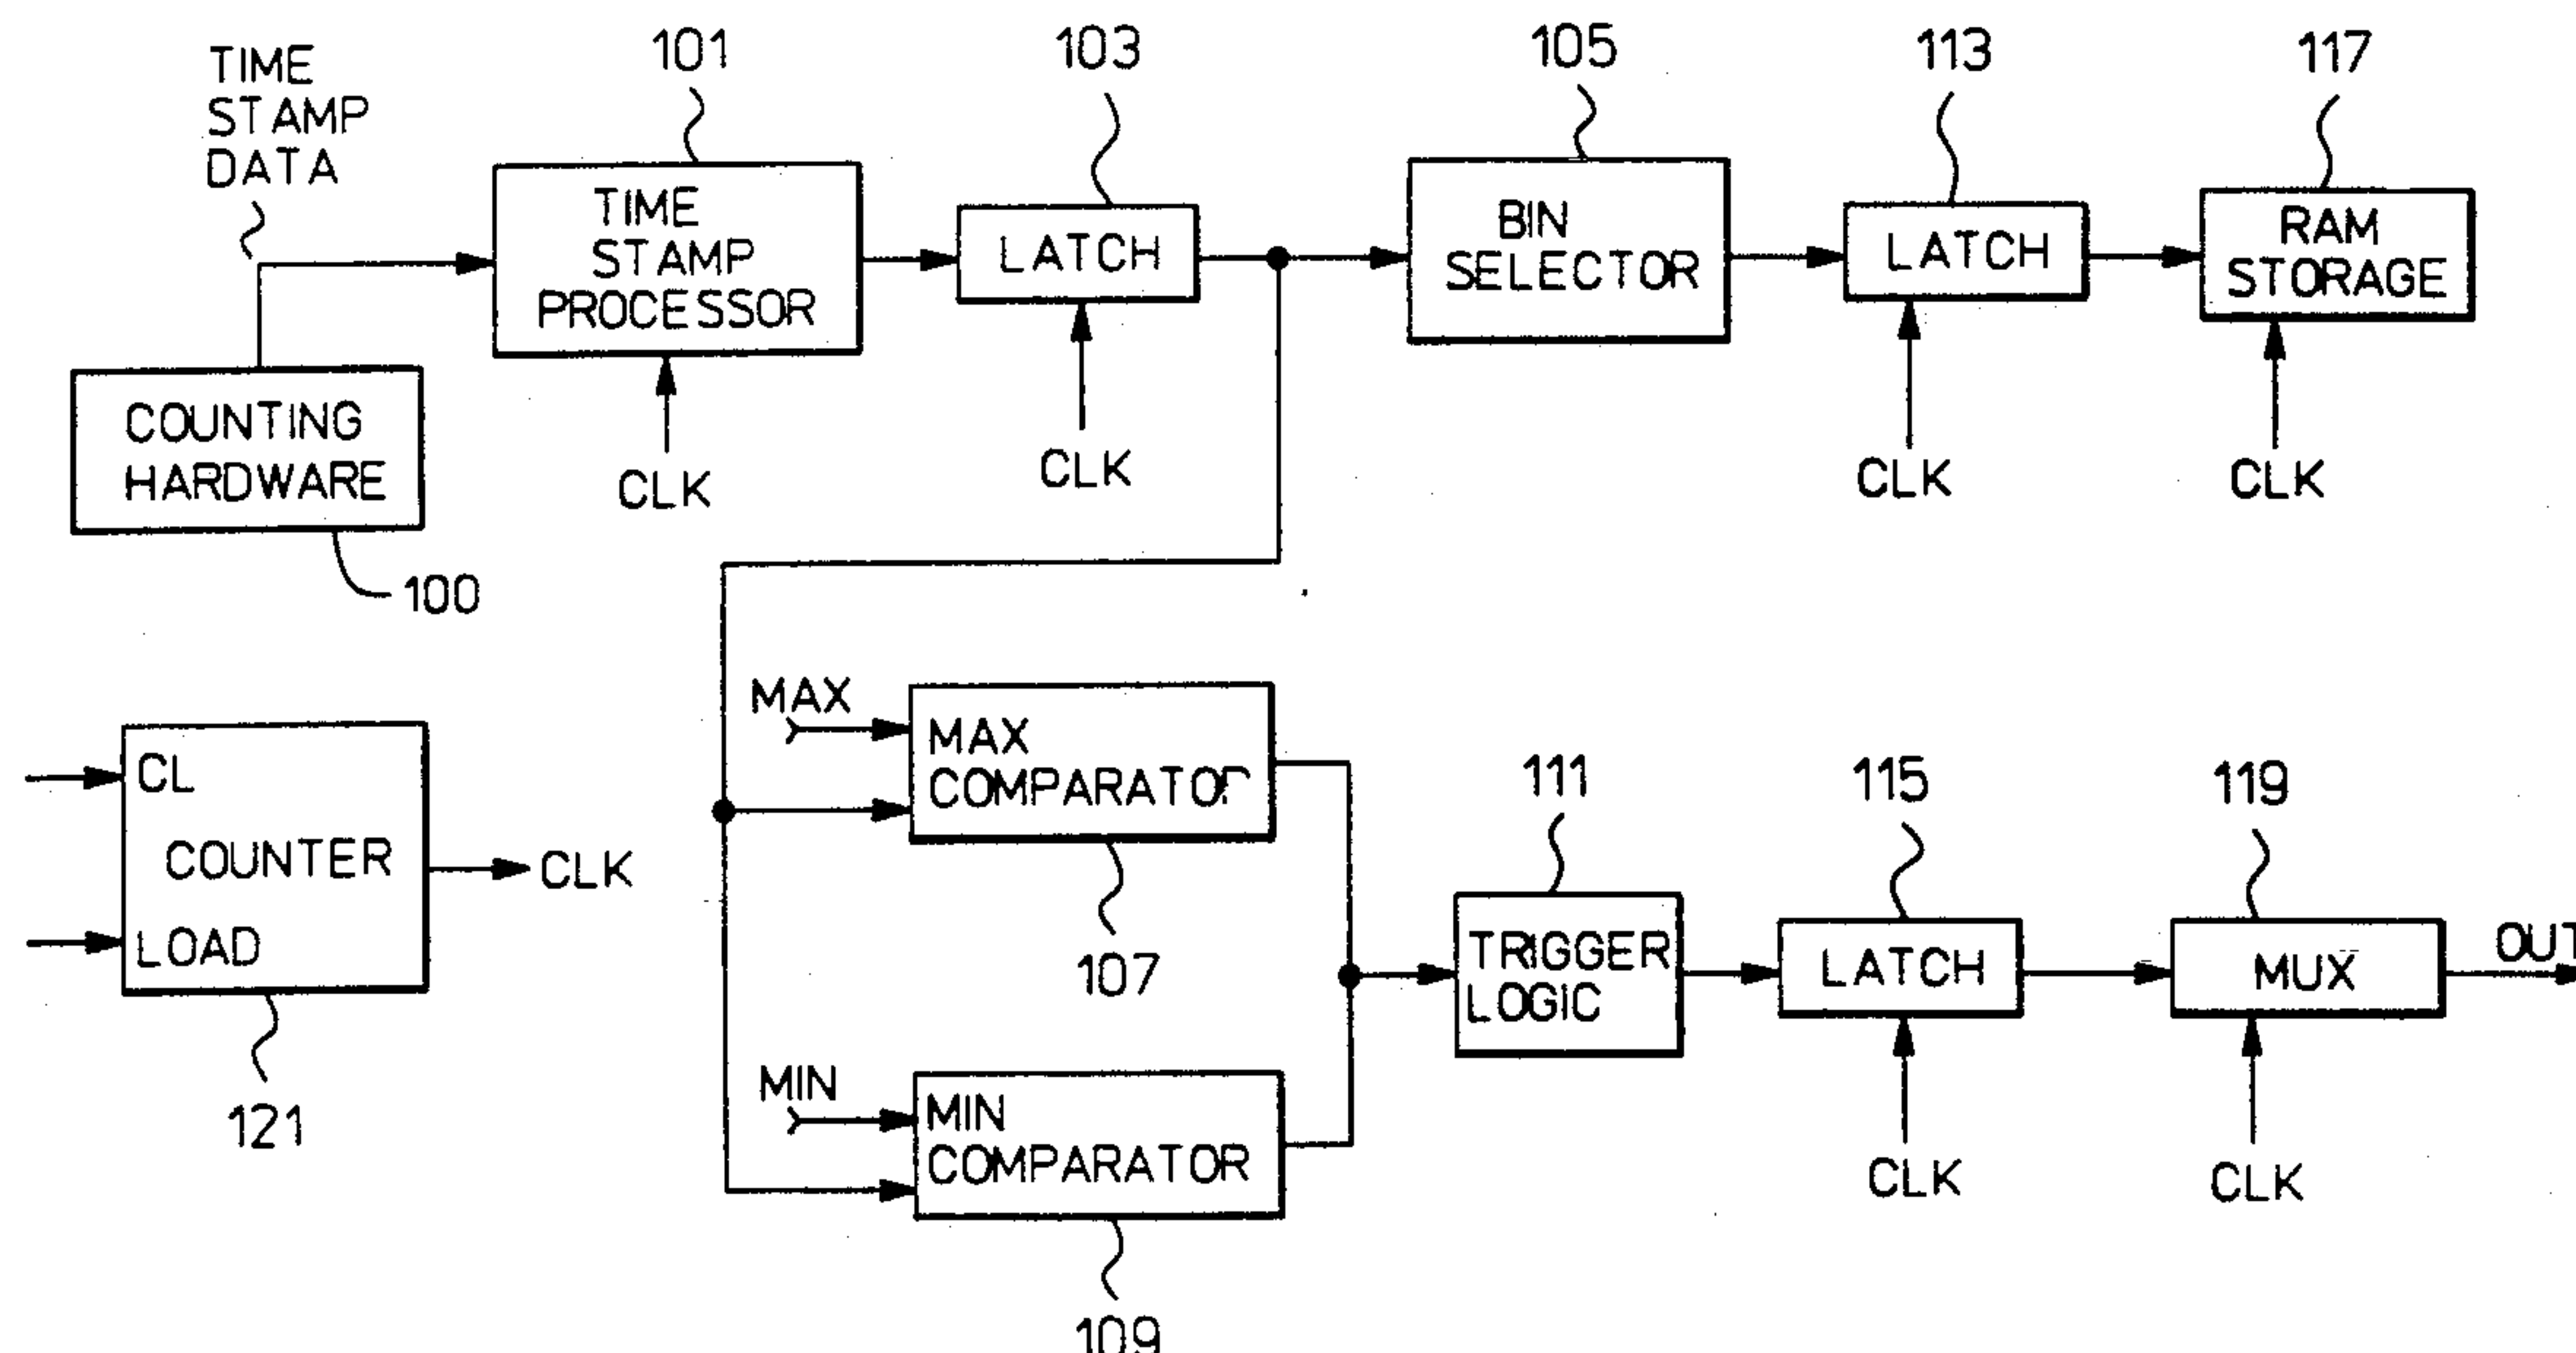 TIME
STAMP
DATA
101
103
105
113
117
TIME
STAMP
PROCESSOR
LATCH
BIN
SELECTOR
LATCH
RAM
STORAGE
COUNTING
HARDWARE
CLK
CLK
CLK
CLK
100
MAX
MAX
COMPARATOR
107
CL
COUNTER
LOAD
CLK
121
111
115
119
TRIGGER
LOGIC
LATCH
MUX
OUT
CLK
CLK
MIN
MIN
COMPARATOR
109